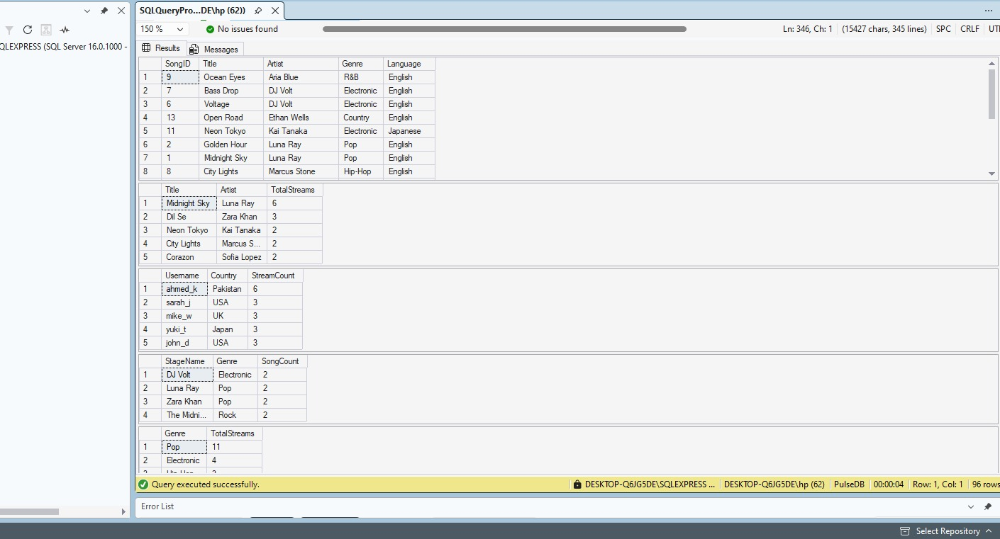 SQLQueryPro...DE\hp (62))
150 % No issues found Ln: 346, Ch: 1 (15427 chars, 345 lines) SPC CRLF
QLEXPRESS (SQL Server 16.0.1000 -
Results Messages
SongID Title Artist Genre Language
1 9 Ocean Eyes Aria Blue R&B English
2 7 Bass Drop DJ Volt Electronic English
3 6 Voltage DJ Volt Electronic English
4 13 Open Road Ethan Wells Country English
5 11 Neon Tokyo Kai Tanaka Electronic Japanese
6 2 Golden Hour Luna Ray Pop English
7 1 Midnight Sky Luna Ray Pop English
8 8 City Lights Marcus Stone Hip-Hop English
Title Artist TotalStreams
1 Midnight Sky Luna Ray 6
2 Dil Se Zara Khan 3
3 Neon Tokyo Kai Tanaka 2
4 City Lights Marcus S... 2
5 Corazon Sofia Lopez 2
Username Country StreamCount
1 ahmed_k Pakistan 6
2 sarah_j USA 3
3 mike_w UK 3
4 yuki_t Japan 3
5 john_d USA 3
StageName Genre SongCount
1 DJ Volt Electronic 2
2 Luna Ray Pop 2
3 Zara Khan Pop 2
4 The Midni... Rock 2
Genre TotalStreams
1 Pop 11
2 Electronic 4
Query executed successfully. DESKTOP-Q6JG5DE\SQLEXPRESS ... DESKTOP-Q6JG5DE\hp (62) PulseDB 00:00:04 Row: 1, Col: 1 96 rows
Error List
Select Repository